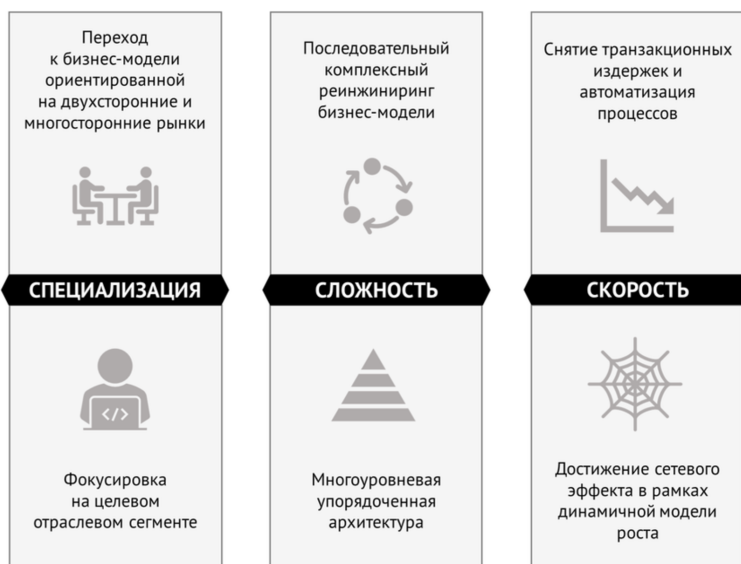 Переход
к бизнес-модели
ориентированной
на двухсторонние и
многосторонние рынки
СПЕЦИАЛИЗАЦИЯ
</>
Фокусировка
на целевом
отраслевом сегменте
Последовательный
комплексный
реинжиниринг
бизнес-модели
СЛОЖНОСТЬ
Многоуровневая
упорядоченная
архитектура
Снятие транзакционных
издержек и
автоматизация
процессов
СКОРОСТЬ
Достижение сетевого
эффекта в рамках
динамичной модели
роста